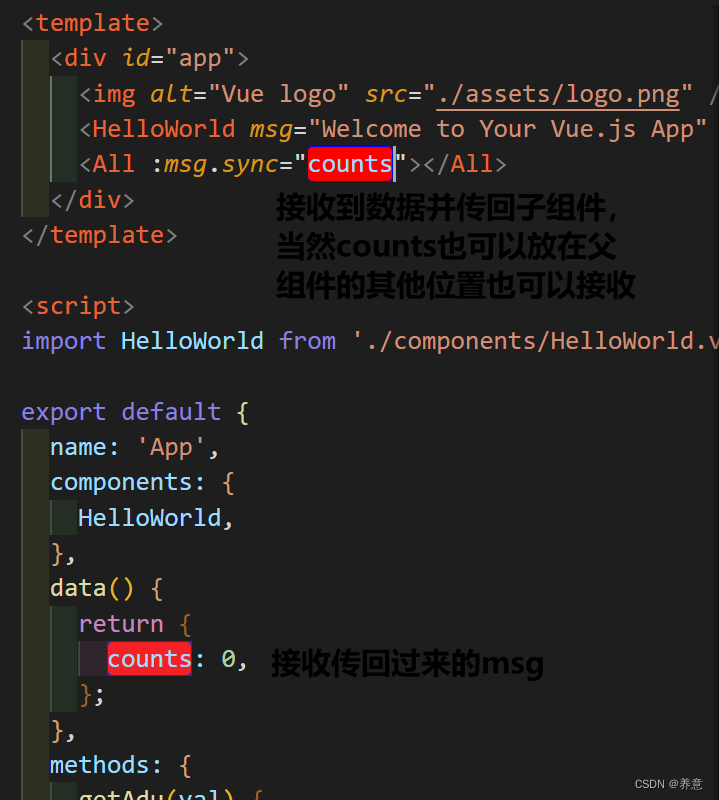 <template>
<div id="app">
<img alt="Vue logo" src="./assets/logo.png" /
<HelloWorld msg="Welcome to Your Vue.js App"
<All :msg.sync="counts"></All>
</div>
接收到数据并传回子组件，
</template>
当然counts也可以放在父
组件的其他位置也可以接收
<script>
import HelloWorld from './components/HelloWorld.v
export default {
name: 'App',
components: {
HelloWorld,
},
data() {
return {
counts: 0, 接收传回过来的msg
};
},
methods: {
getAdu(val) {
CSDN @养意